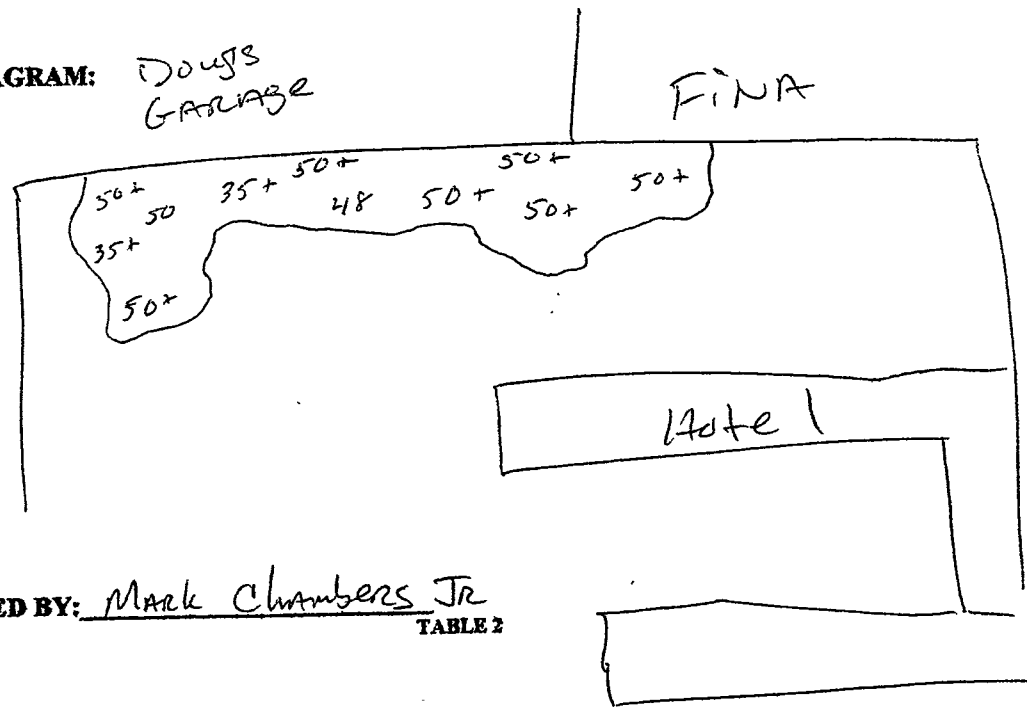 AGRAM: Dougs
GARAGE
FINA
50+ 50 35+ 50+ 48 50+ 50+ 50+ 50+
35+
50+
Hotel
ED BY: MARK Chambers JR
TABLE 2